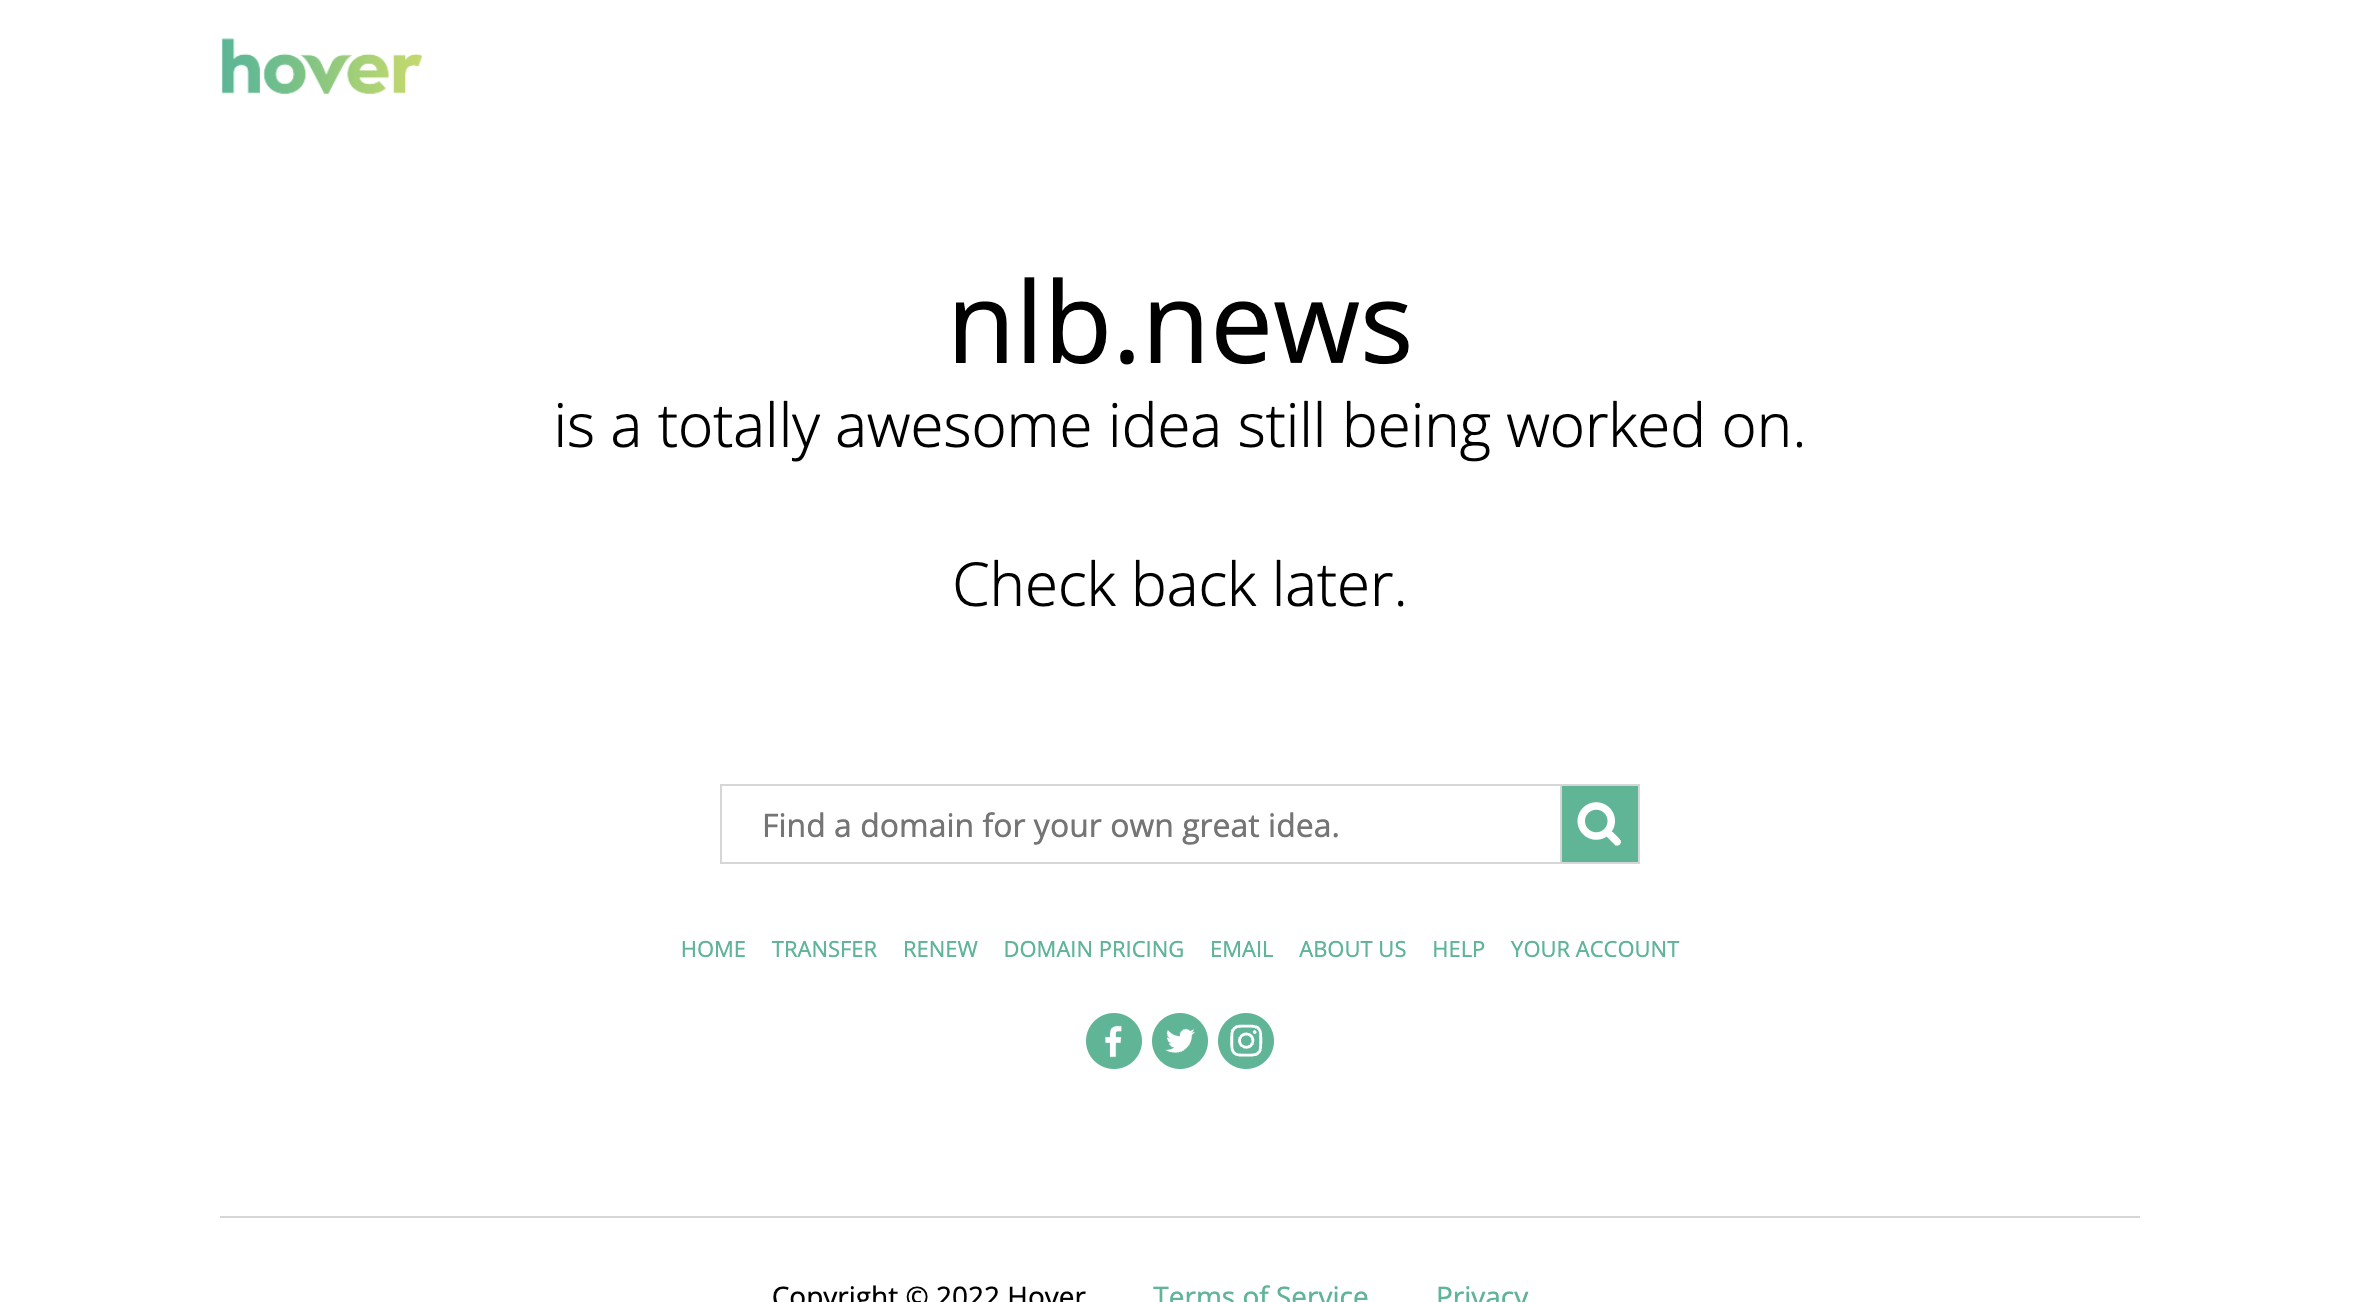 hover
nlb.news
is a totally awesome idea still being worked on.
Check back later.
Find a domain for your own great idea.
HOME TRANSFER RENEW DOMAIN PRICING EMAIL ABOUT US HELP YOUR ACCOUNT
Copyright © 2022 Hover Terms of Service Privacy